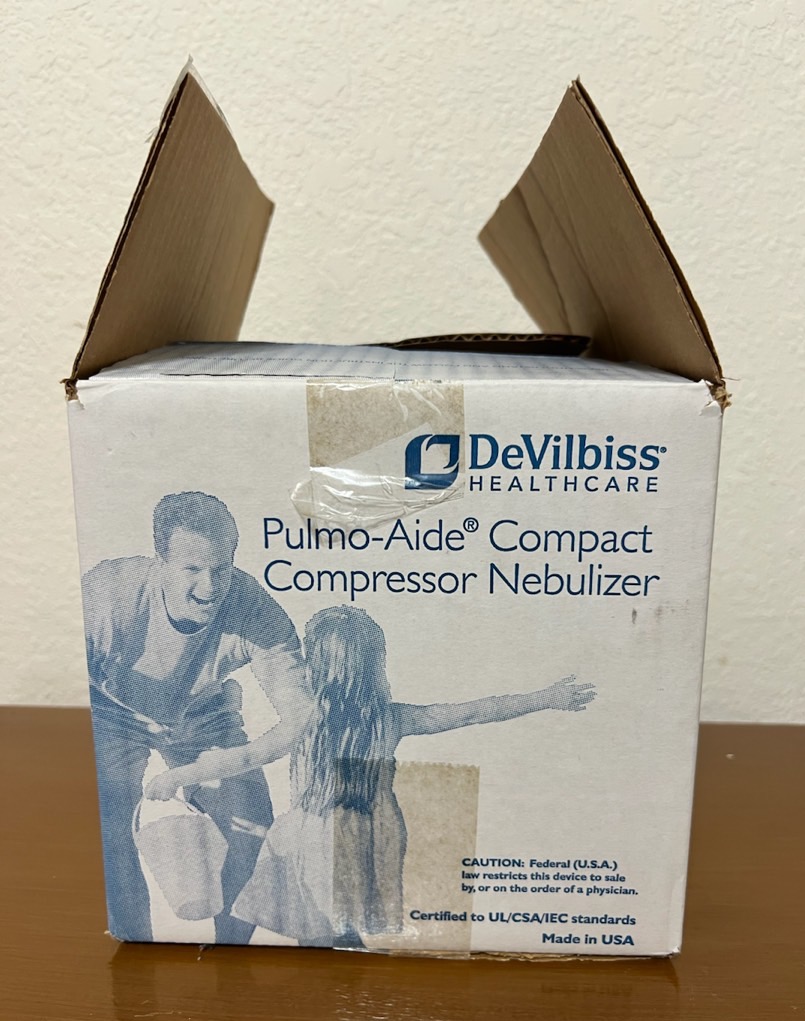 DeVilbiss®
HEALTHCARE
Pulmo-Aide® Compact
Compressor Nebulizer
CAUTION: Federal (U.S.A.)
law restricts this device to sale
by, or on the order of a physician.
Certified to UL/CSA/IEC standards
Made in USA